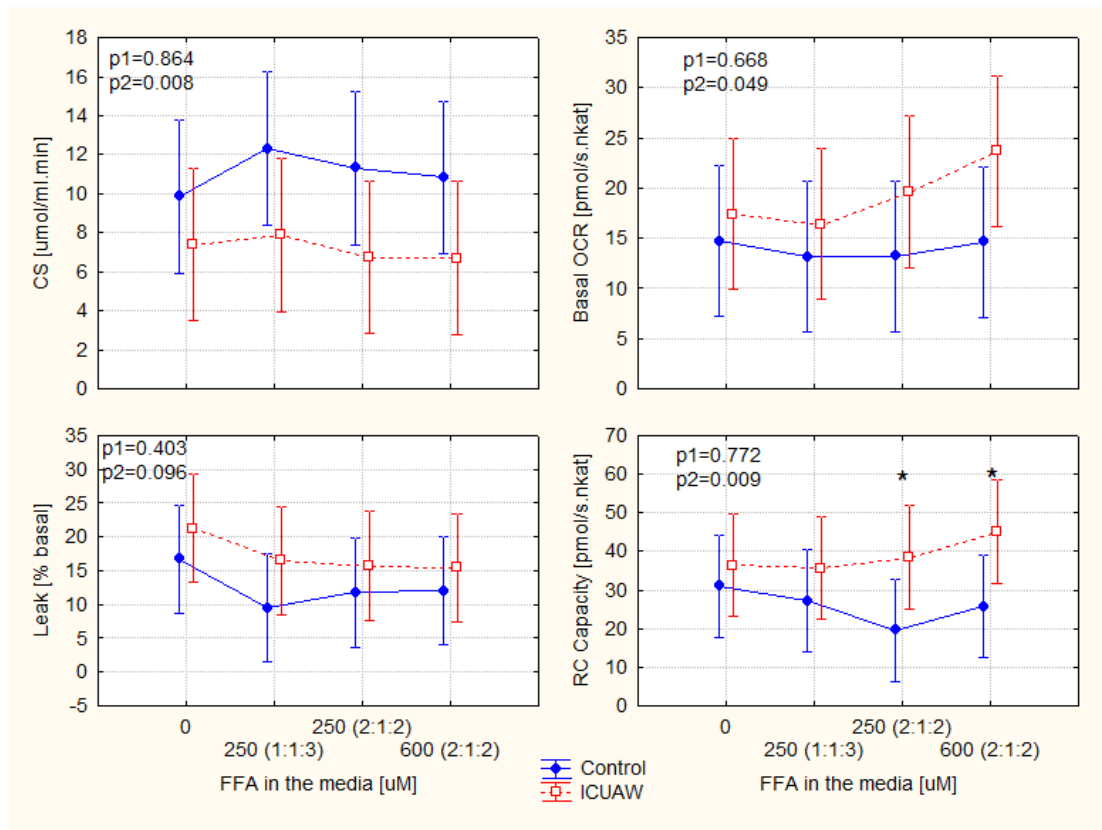 18
16
14
12
10
8
6
4
2
0
CS [umol/ml.min]
p1=0.864
p2=0.008
35
30
25
20
15
10
5
0
Basal OCR [pmol/s.nkat]
p1=0.668
p2=0.049
35
30
25
20
15
10
5
0
-5
Leak [% basal]
p1=0.403
p2=0.096
0
250 (2:1:2)
250 (1:1:3)
600 (2:1:2)
FFA in the media [uM]
70
60
50
40
30
20
10
0
RC Capacity [pmol/s.nkat]
p1=0.772
p2=0.009
* *
0
250 (2:1:2)
250 (1:1:3)
600 (2:1:2)
FFA in the media [uM]
Control
ICUAW